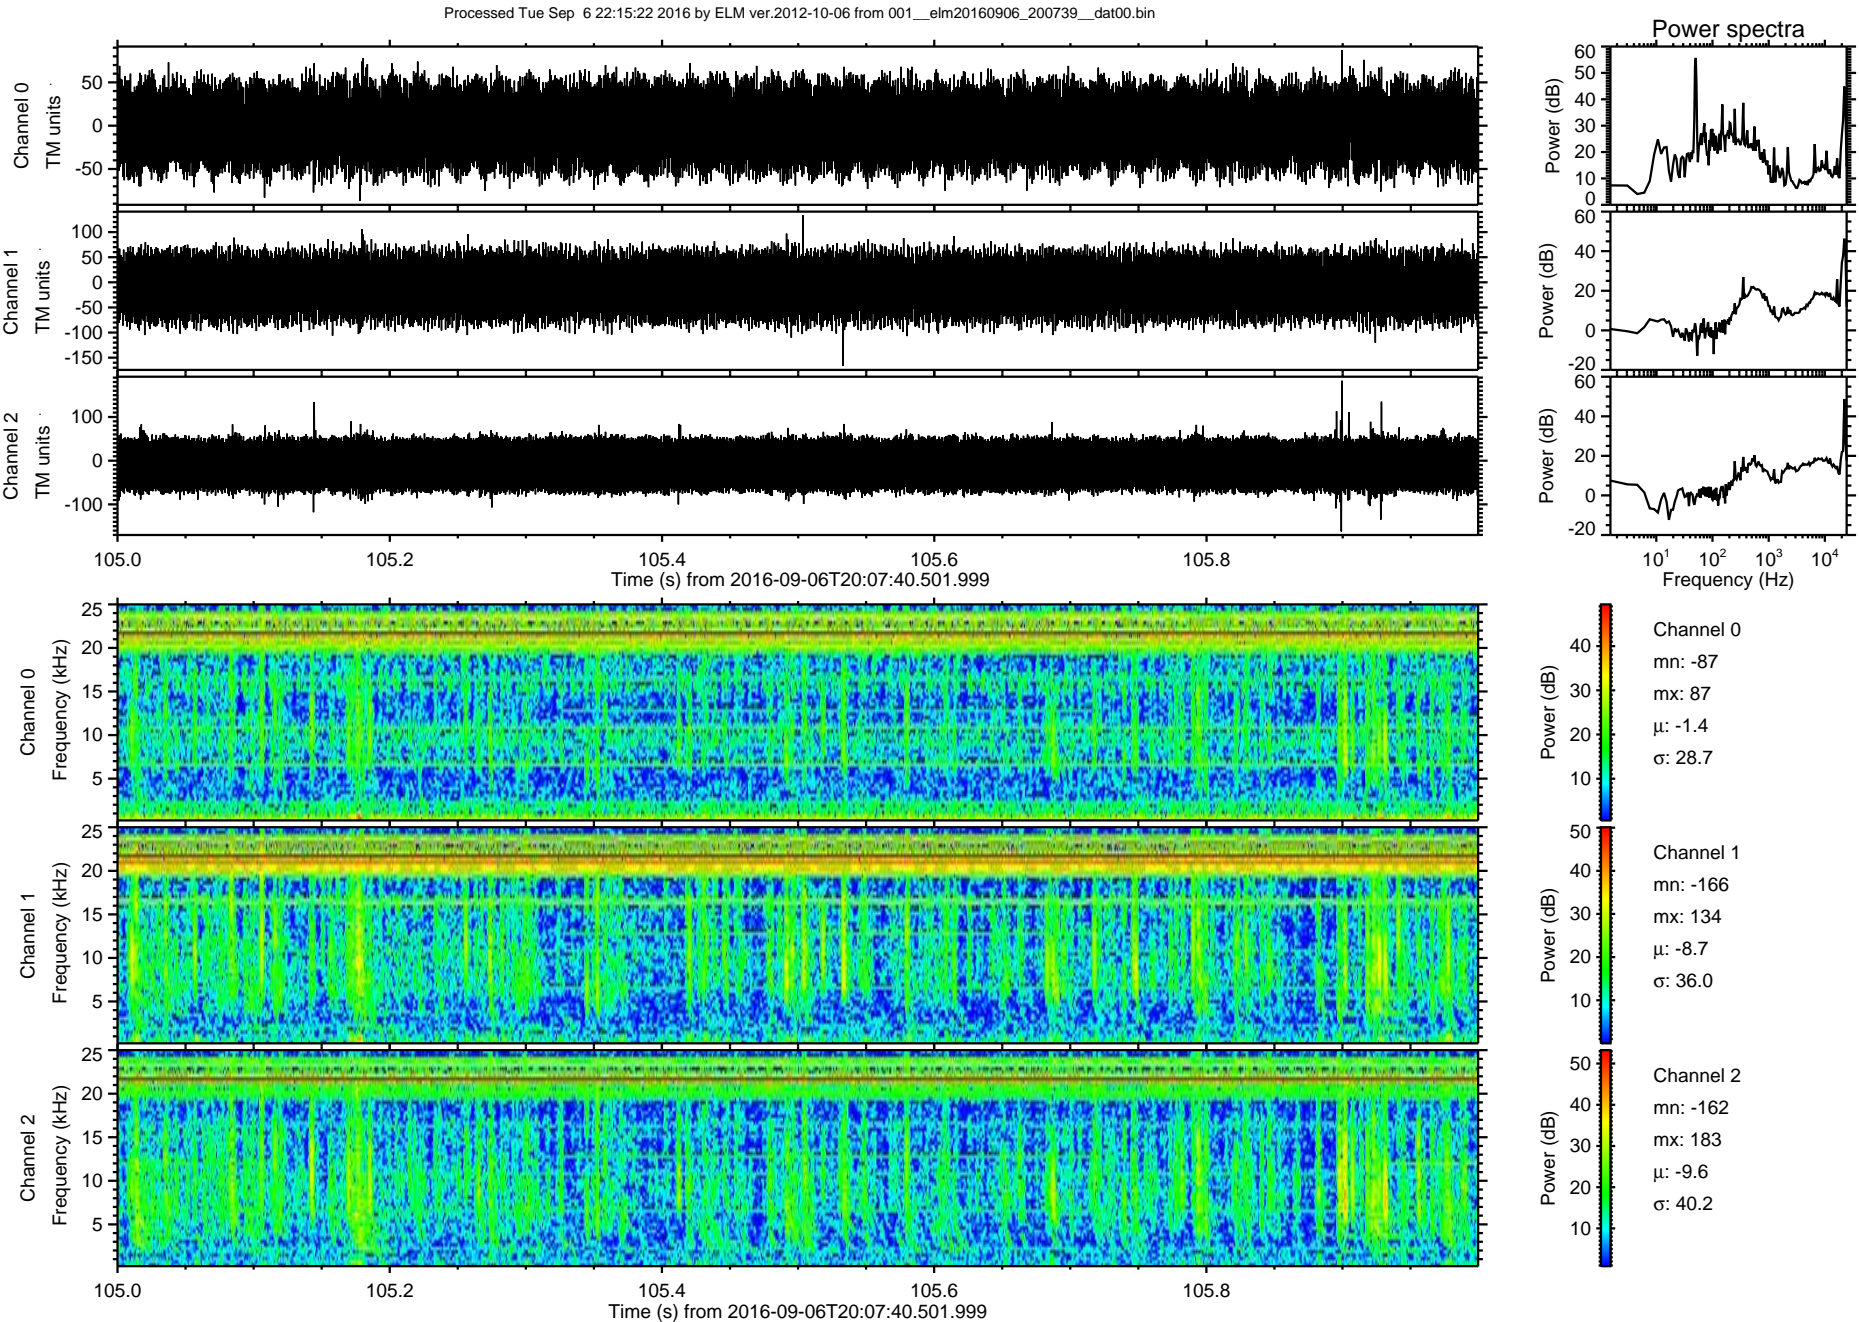 Processed Tue Sep  6 22:15:22 2016 by ELM ver.2012-10-06 from 001__elm20160906_200739__dat00.bin
Power spectra
Channel 0
TM units
50
0
-50
Power (dB)
60
50
40
30
20
10
0
Channel 1
TM units
100
50
0
-50
-100
-150
Power (dB)
60
40
20
0
-20
Channel 2
TM units
100
0
-100
Power (dB)
60
40
20
0
-20
105.0 105.2 105.4 105.6 105.8
Time (s) from 2016-09-06T20:07:40.501.999
10^1 10^2 10^3 10^4
Frequency (Hz)
Channel 0
Frequency (kHz)
25
20
15
10
5
Power (dB)
40
30
20
10
Channel 0
mn: -87
mx: 87
μ: -1.4
σ: 28.7
Channel 1
Frequency (kHz)
25
20
15
10
5
Power (dB)
50
40
30
20
10
Channel 1
mn: -166
mx: 134
μ: -8.7
σ: 36.0
Channel 2
Frequency (kHz)
25
20
15
10
5
Power (dB)
50
40
30
20
10
Channel 2
mn: -162
mx: 183
μ: -9.6
σ: 40.2
105.0 105.2 105.4 105.6 105.8
Time (s) from 2016-09-06T20:07:40.501.999